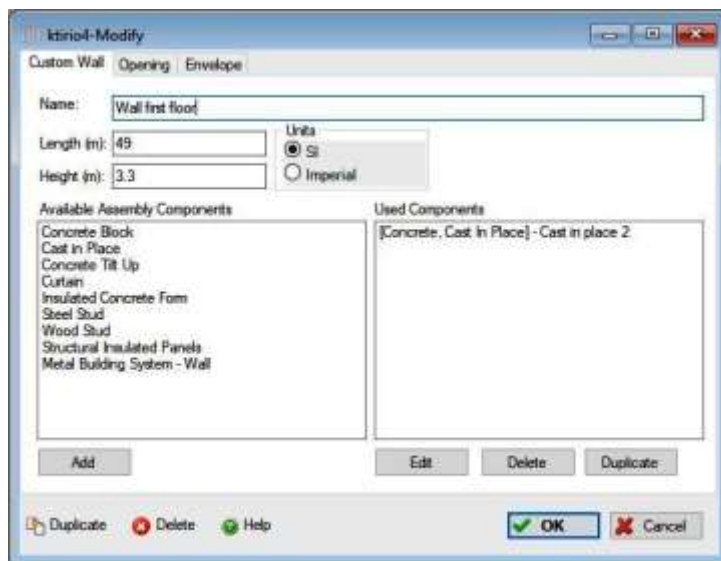 ktirio4-Modify
Custom Wall Opening Envelope
Name: Wall first floor
Length (m): 49
Units
SI
Height (m): 3.3
Imperial
Available Assembly Components
Used Components
Concrete Block
Cast in Place
Concrete Tilt Up
Curtain
Insulated Concrete Form
Steel Stud
Wood Stud
Structural Insulated Panels
Metal Building System - Wall
[Concrete, Cast In Place] - Cast in place 2
Add
Edit Delete Duplicate
Duplicate Delete Help
OK Cancel